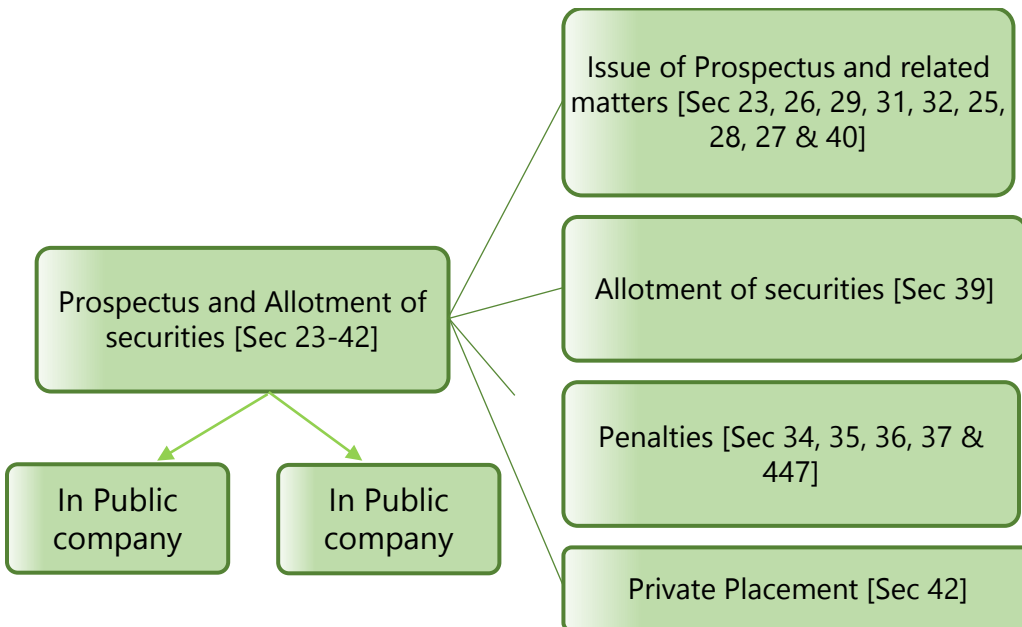 Issue of Prospectus and related
matters [Sec 23, 26, 29, 31, 32, 25,
28, 27 & 40]
Prospectus and Allotment of
securities [Sec 23-42]
Allotment of securities [Sec 39]
Penalties [Sec 34, 35, 36, 37 &
447]
In Public
company
In Public
company
Private Placement [Sec 42]